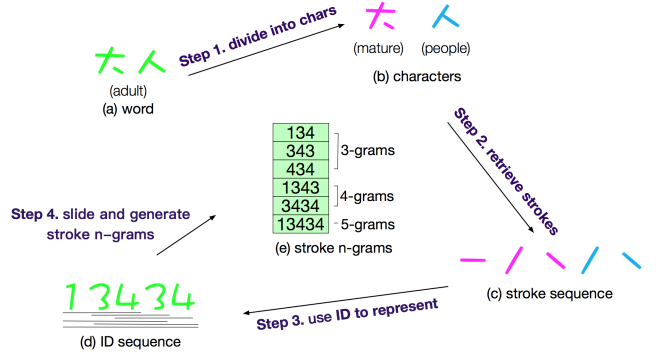 大人
(adult)
(a) word
Step 1. divide into chars
大 人
(mature) (people)
(b) characters
Step 2. retrieve strokes
(c) stroke sequence
Step 3. use ID to represent
13434
(d) ID sequence
Step 4. slide and generate
stroke n-grams
134
343
434
3-grams
1343
3434
4-grams
13434
5-grams
(e) stroke n-grams